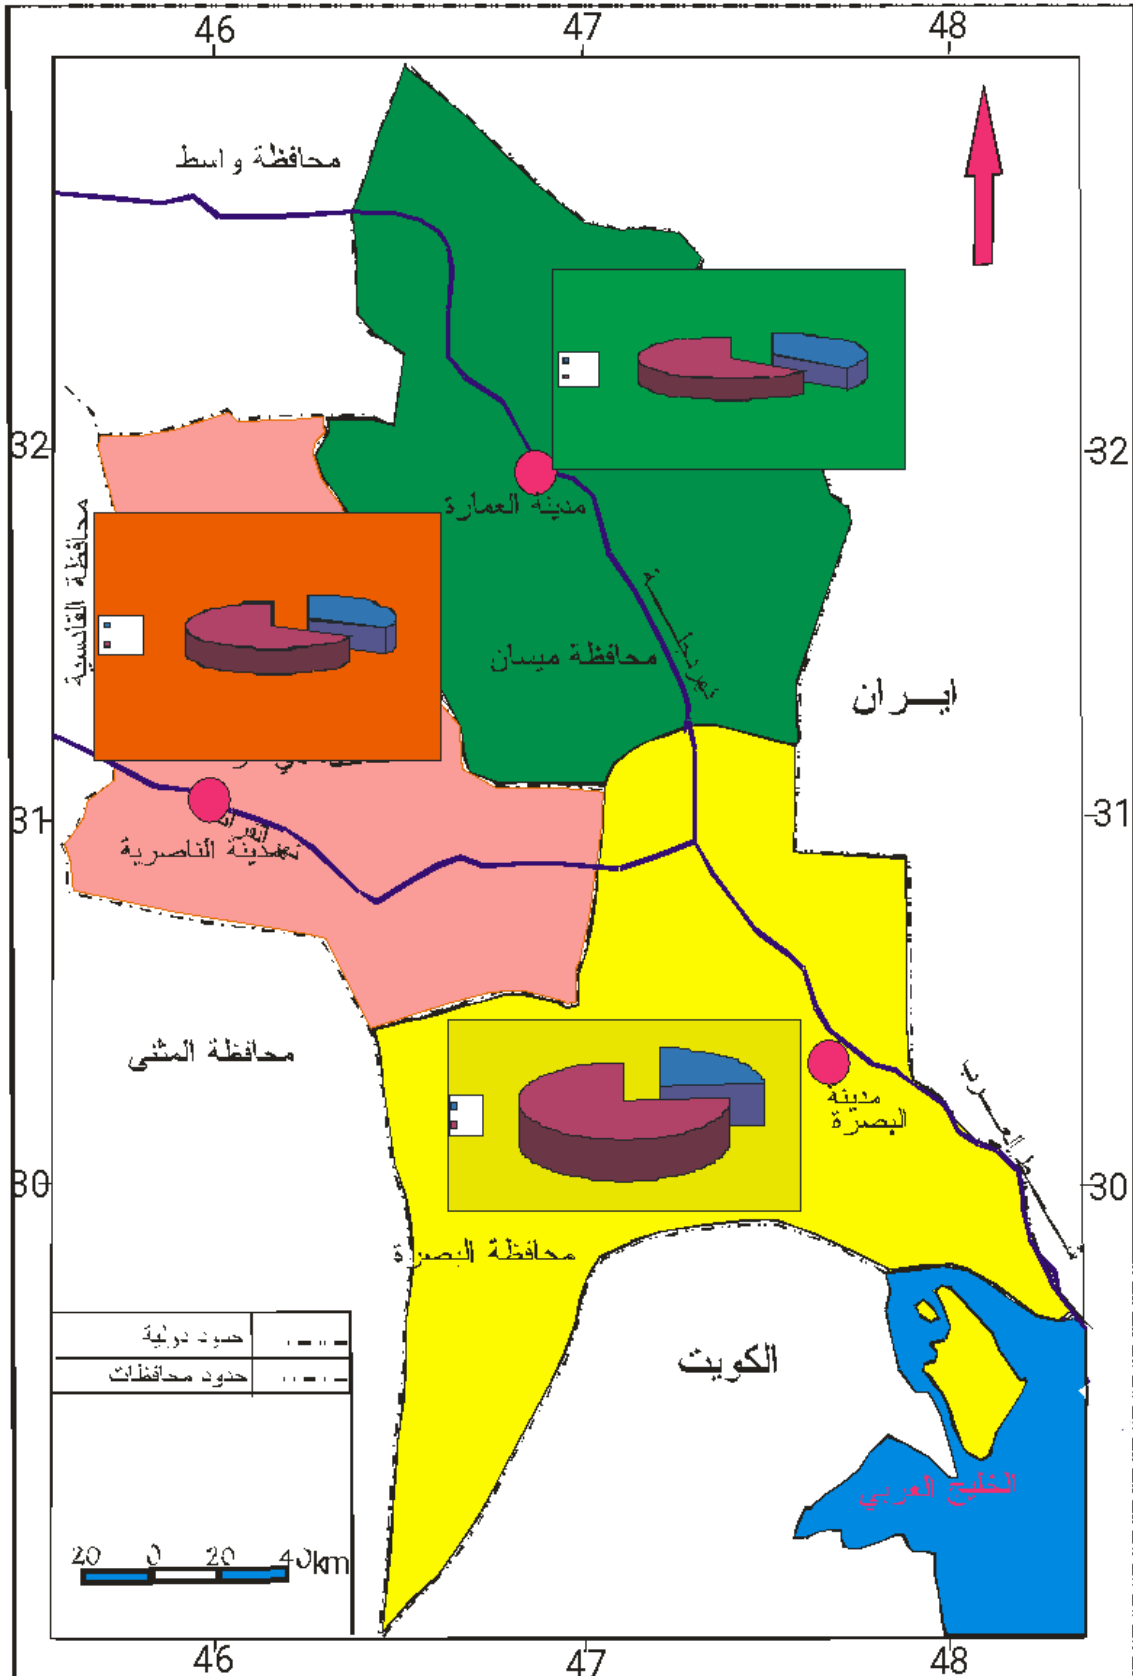 46 47 48
محافظة واسط
32 32
مدينة العمارة
محافظة القادسية
محافظة ميسان
ايــران
31 31
مدينة الناصرية
محافظة المثنى
مدينة
البصرة
30 30
محافظة البصرة
حدود دولية
الكويت
حدود محافظات
الخليج العربي
20 0 20 40km
46 47 48